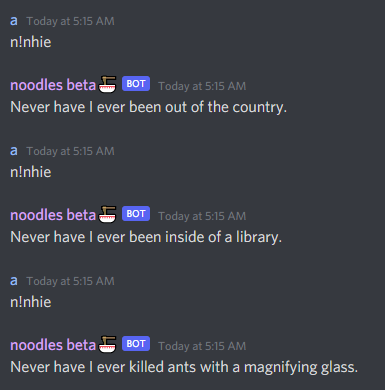 a Today at 5:15 AM
n!nhie
noodles beta🍜 BOT Today at 5:15 AM
Never have I ever been out of the country.
a Today at 5:15 AM
n!nhie
noodles beta🍜 BOT Today at 5:15 AM
Never have I ever been inside of a library.
a Today at 5:15 AM
n!nhie
noodles beta🍜 BOT Today at 5:15 AM
Never have I ever killed ants with a magnifying glass.